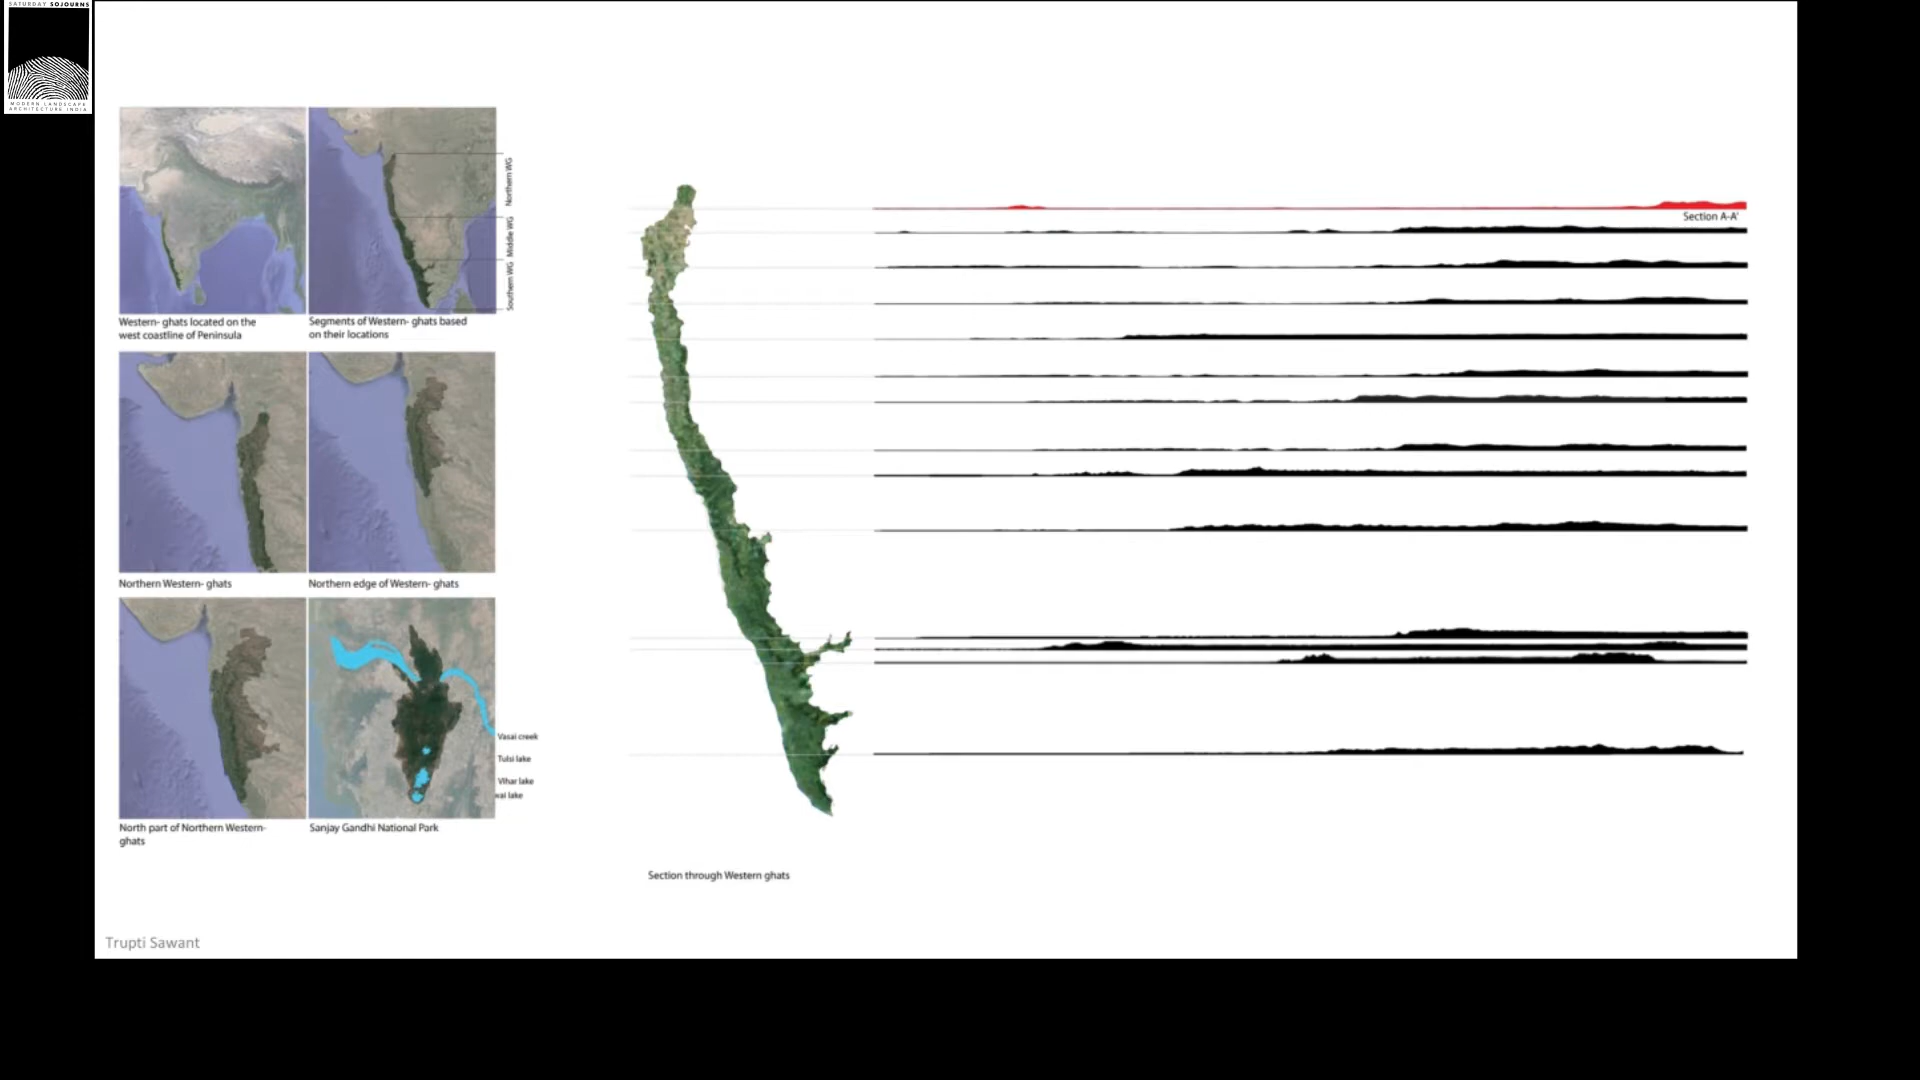 SATURDAY SOJOURNS
MODERN LANDSCAPE
ARCHITECTURE INDIA
Northern WG
Middle WG
Southern WG
Western- ghats located on the
west coastline of Peninsula
Segments of Western- ghats based
on their locations
Northern Western- ghats
Northern edge of Western- ghats
Vasai creek
Tulsi lake
Vihar lake
wai lake
North part of Northern Western-
ghats
Sanjay Gandhi National Park
Section A-A'
Section through Western ghats
Trupti Sawant